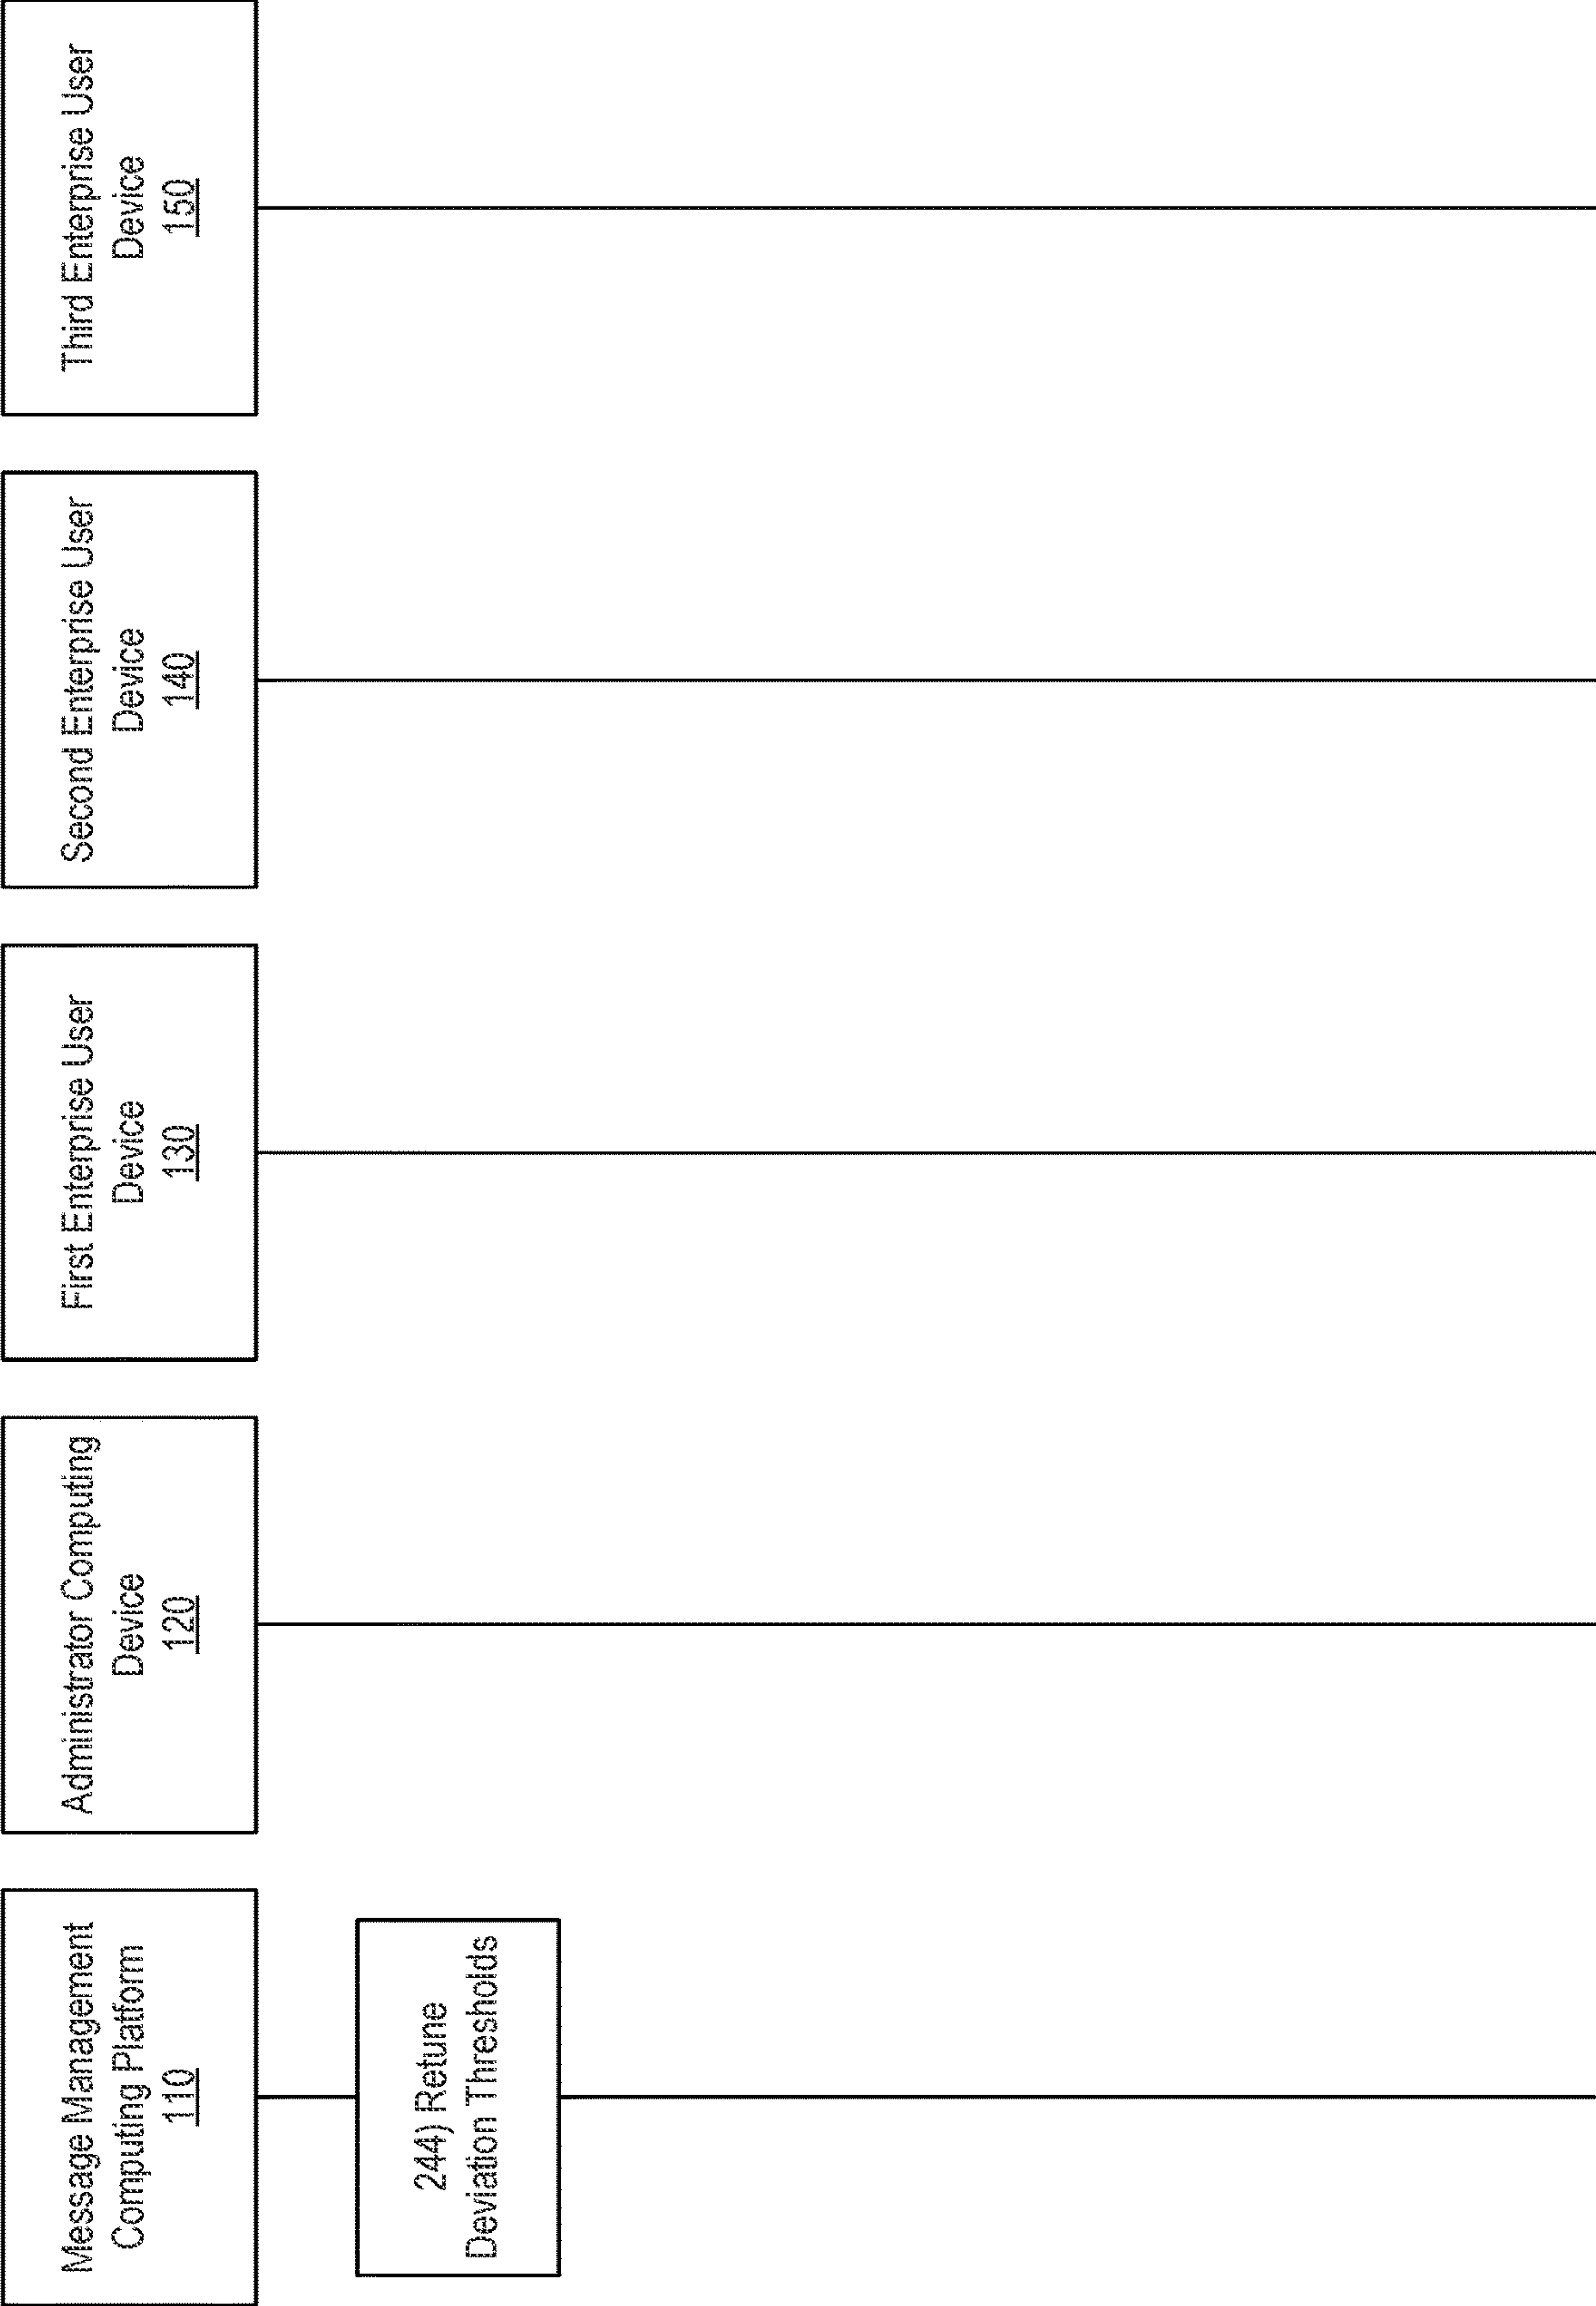 Message Management
Computing Platform
110
Administrator Computing
Device
120
First Enterprise User
Device
130
Second Enterprise User
Device
140
Third Enterprise User
Device
150
244) Retune
Deviation Thresholds